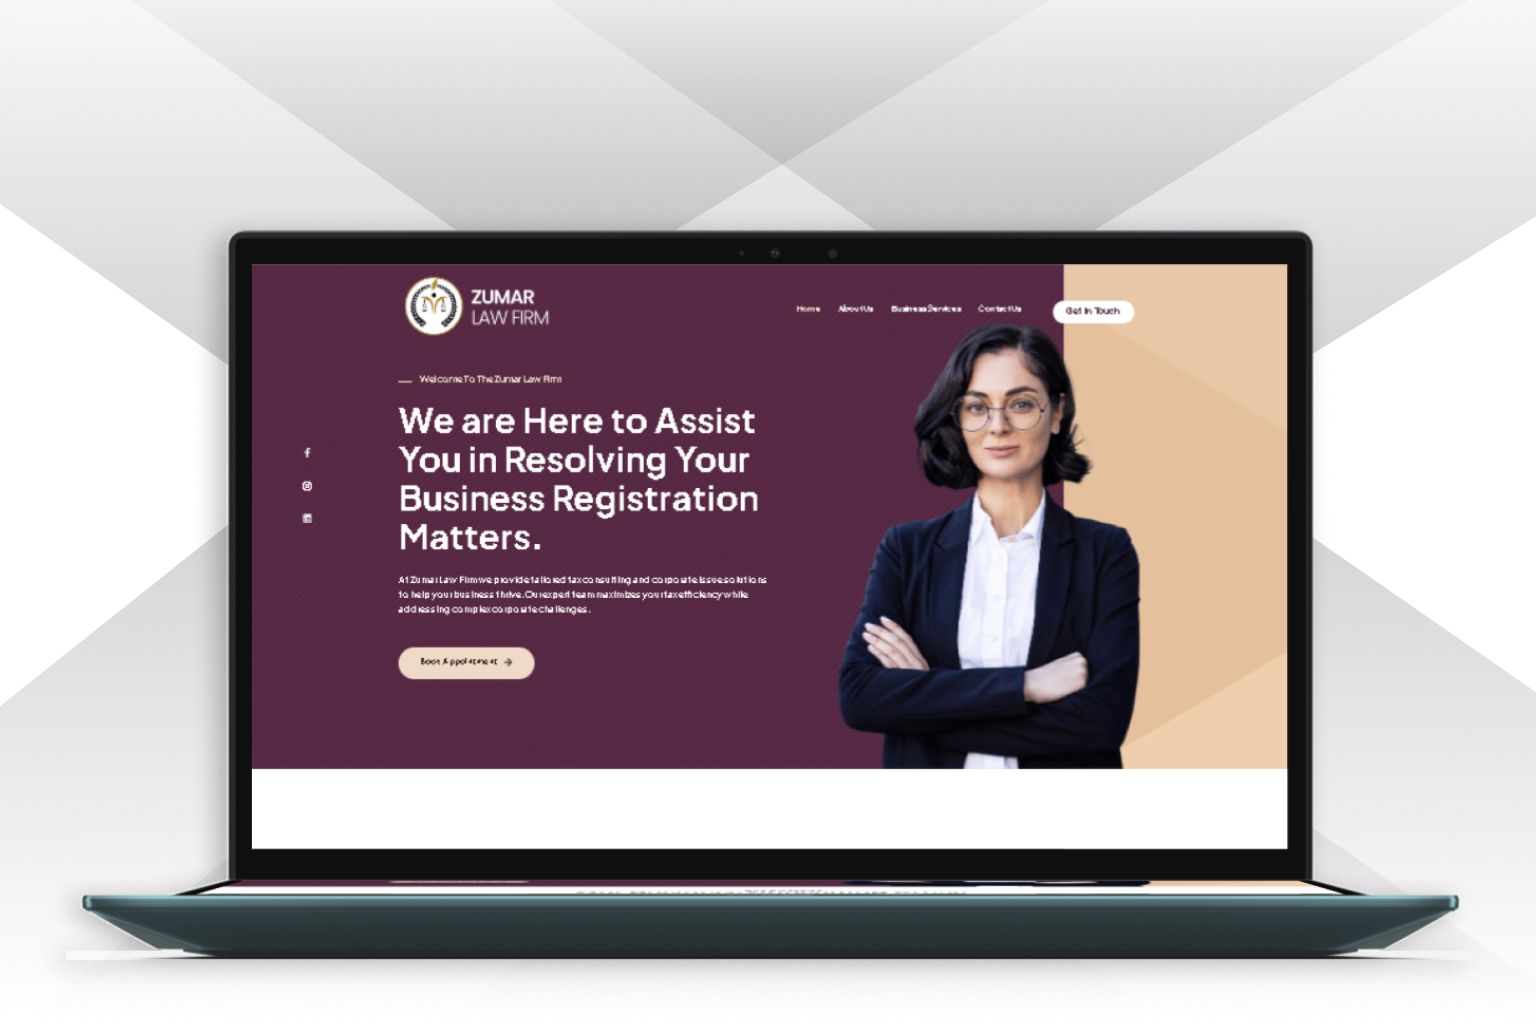 ZUMAR
LAW FIRM
Home
About Us
Business Services
Contact Us
Get In Touch
Welcome To The Zumar Law Firm
We are Here to Assist
You in Resolving Your
Business Registration
Matters.
At Zumar Law Firm we provide tailored tax consulting and corporate issue solutions
to help your business thrive. Our expert team maximizes your tax efficiency while
addressing complex corporate challenges.
Book Appointment